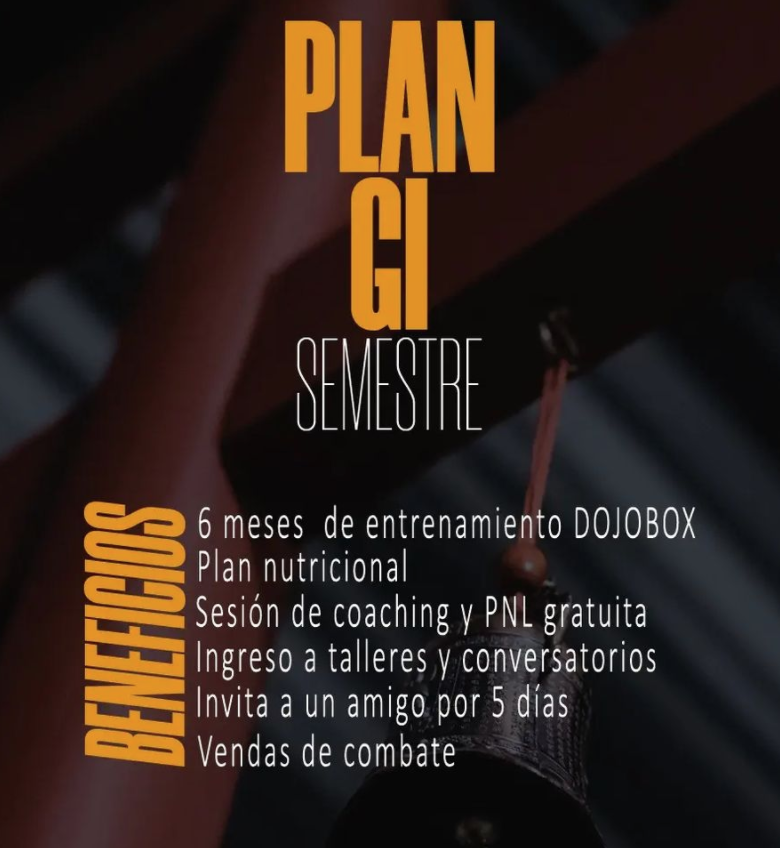 PLAN
GI
SEMESTRE
BENEFICIOS
6 meses de entrenamiento DOJOBOX
Plan nutricional
Sesión de coaching y PNL gratuita
Ingreso a talleres y conversatorios
Invita a un amigo por 5 días
Vendas de combate